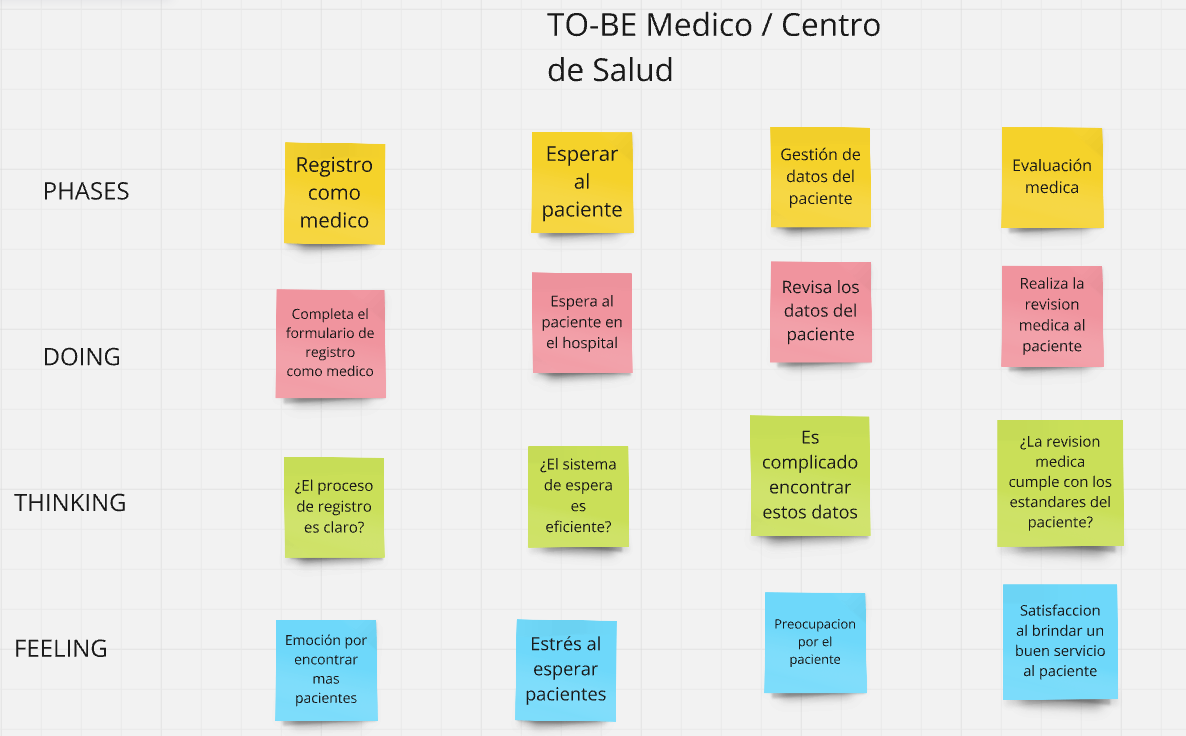 TO-BE Medico / Centro
de Salud
PHASES
Registro
como
medico
Esperar
al
paciente
Gestión de
datos del
paciente
Evaluación
medica
DOING
Completa el
formulario de
registro
como medico
Espera al
paciente en
el hospital
Revisa los
datos del
paciente
Realiza la
revision
medica al
paciente
THINKING
¿El proceso
de registro
es claro?
¿El sistema
de espera
es
eficiente?
Es
complicado
encontrar
estos datos
¿La revision
medica
cumple con los
estandares del
paciente?
FEELING
Emoción por
encontrar
mas
pacientes
Estrés al
esperar
pacientes
Preocupacion
por el
paciente
Satisfaccion
al brindar un
buen servicio
al paciente